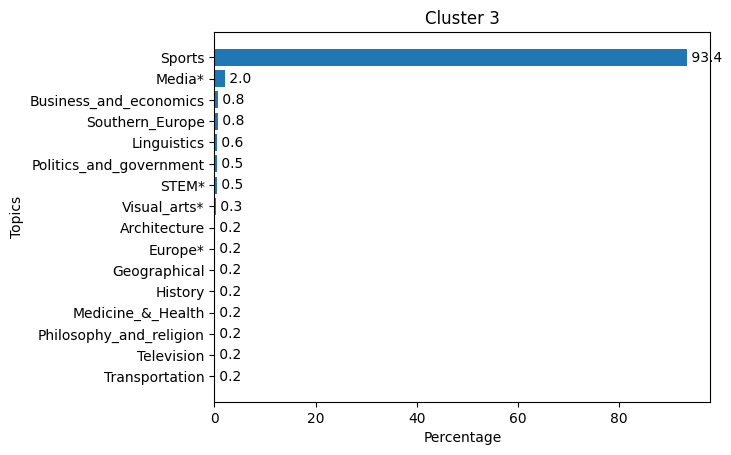 Cluster 3
Topics
Sports 93.4
Media* 2.0
Business_and_economics 0.8
Southern_Europe 0.8
Linguistics 0.6
Politics_and_government 0.5
STEM* 0.5
Visual_arts* 0.3
Architecture 0.2
Europe* 0.2
Geographical 0.2
History 0.2
Medicine_&_Health 0.2
Philosophy_and_religion 0.2
Television 0.2
Transportation 0.2
0 20 40 60 80
Percentage